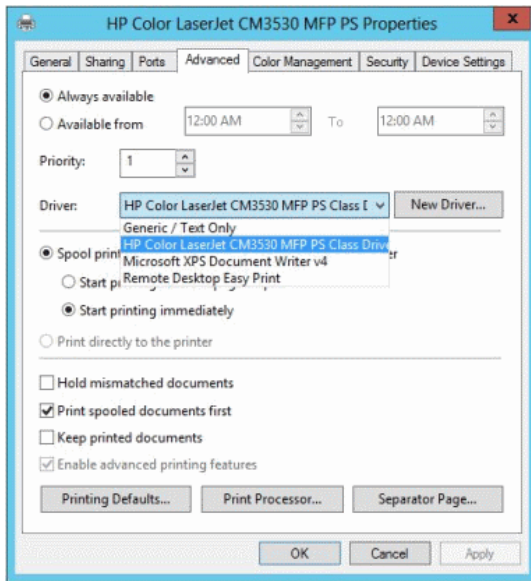 HP Color LaserJet CM3530 MFP PS Properties
General Sharing Ports Advanced Color Management Security Device Settings
Always available
Available from 12:00 AM To 12:00 AM
Priority: 1
Driver: HP Color LaserJet CM3530 MFP PS Class D New Driver...
Generic / Text Only
HP Color LaserJet CM3530 MFP PS Class Drive
Spool print er
Microsoft XPS Document Writer v4
Remote Desktop Easy Print
Start p
Start printing immediately
Print directly to the printer
Hold mismatched documents
Print spooled documents first
Keep printed documents
Enable advanced printing features
Printing Defaults... Print Processor... Separator Page...
OK Cancel Apply